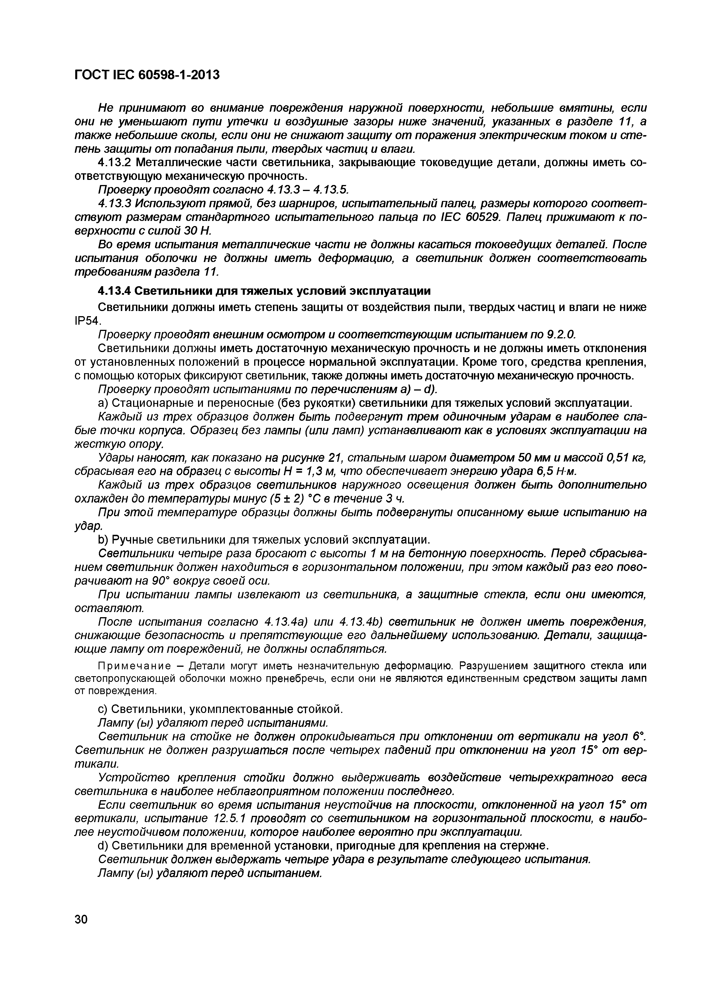 ГОСТ IEC 60598-1-2013
Не принимают во внимание повреждения наружной поверхности, небольшие вмятины, если
они не уменьшают пути утечки и воздушные зазоры ниже значений, указанных в разделе 11, а
также небольшие сколы, если они не снижают защиту от поражения электрическим током и сте-
пень защиты от попадания пыли, твердых частиц и влаги.
4.13.2 Металлические части светильника, закрывающие токоведущие детали, должны иметь со-
ответствующую механическую прочность.
Проверку проводят согласно 4.13.3 – 4.13.5.
4.13.3 Используют прямой, без шарниров, испытательный палец, размеры которого соответ-
ствуют размерам стандартного испытательного пальца по IEC 60529. Палец прижимают к по-
верхности с силой 30 Н.
Во время испытания металлические части не должны касаться токоведущих деталей. После
испытания оболочки не должны иметь деформацию, а светильник должен соответствовать
требованиям раздела 11.
4.13.4 Светильники для тяжелых условий эксплуатации
Светильники должны иметь степень защиты от воздействия пыли, твердых частиц и влаги не ниже
IP54.
Проверку проводят внешним осмотром и соответствующим испытанием по 9.2.0.
Светильники должны иметь достаточную механическую прочность и не должны иметь отклонения
от установленных положений в процессе нормальной эксплуатации. Кроме того, средства крепления,
с помощью которых фиксируют светильник, также должны иметь достаточную механическую прочность.
Проверку проводят испытаниями по перечислениям a) – d).
a) Стационарные и переносные (без рукоятки) светильники для тяжелых условий эксплуатации.
Каждый из трех образцов должен быть подвергнут трем одиночным ударам в наиболее сла-
бые точки корпуса. Образец без лампы (или ламп) устанавливают как в условиях эксплуатации на
жесткую опору.
Удары наносят, как показано на рисунке 21, стальным шаром диаметром 50 мм и массой 0,51 кг,
сбрасывая его на образец с высоты H = 1,3 м, что обеспечивает энергию удара 6,5 Н·м.
Каждый из трех образцов светильников наружного освещения должен быть дополнительно
охлажден до температуры минус (5 ± 2) °C в течение 3 ч.
При этой температуре образцы должны быть подвергнуты описанному выше испытанию на
удар.
b) Ручные светильники для тяжелых условий эксплуатации.
Светильники четыре раза бросают с высоты 1 м на бетонную поверхность. Перед сбрасыва-
нием светильник должен находиться в горизонтальном положении, при этом каждый раз его пово-
рачивают на 90° вокруг своей оси.
При испытании лампы извлекают из светильника, а защитные стекла, если они имеются,
оставляют.
После испытания согласно 4.13.4a) или 4.13.4b) светильник не должен иметь повреждения,
снижающие безопасность и препятствующие его дальнейшему использованию. Детали, защища-
ющие лампу от повреждений, не должны ослабляться.
Примечание – Детали могут иметь незначительную деформацию. Разрушением защитного стекла или
светопропускающей оболочки можно пренебречь, если они не являются единственным средством защиты ламп
от повреждения.
c) Светильники, укомплектованные стойкой.
Лампу (ы) удаляют перед испытаниями.
Светильник на стойке не должен опрокидываться при отклонении от вертикали на угол 6°.
Светильник не должен разрушаться после четырех падений при отклонении на угол 15° от вер-
тикали.
Устройство крепления стойки должно выдерживать воздействие четырехкратного веса
светильника в наиболее неблагоприятном положении последнего.
Если светильник во время испытания неустойчив на плоскости, отклоненной на угол 15° от
вертикали, испытание 12.5.1 проводят со светильником на горизонтальной плоскости, в наибо-
лее неустойчивом положении, которое наиболее вероятно при эксплуатации.
d) Светильники для временной установки, пригодные для крепления на стержне.
Светильник должен выдержать четыре удара в результате следующего испытания.
Лампу (ы) удаляют перед испытанием.
30